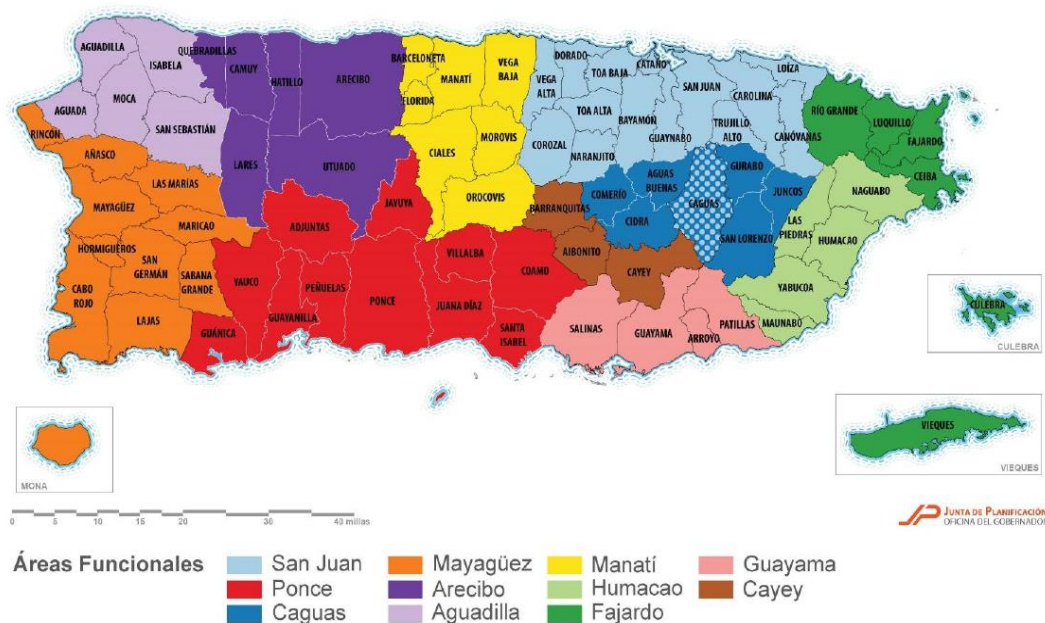 AGUADILLA
ISABELA
QUEBRADILLAS
CAMUY
HATILLO
ARECIBO
BARCELONETA
MANATÍ
VEGA
BAJA
FLORIDA
VEGA
ALTA
DORADO
TOA BAJA
CATAÑO
SAN JUAN
LOÍZA
CAROLINA
TOA ALTA
BAYAMÓN
GUAYNABO
TRUJILLO
ALTO
CANÓVANAS
RÍO GRANDE
LUQUILLO
FAJARDO
CEIBA
AGUADA
MOCA
SAN SEBASTIÁN
RINCÓN
AÑASCO
LARES
UTUADO
CIALES
MOROVIS
COROZAL
NARANJITO
OROCOVIS
BARRANQUITAS
COMERÍO
AGUAS
BUENAS
CIDRA
CAGUAS
GURABO
JUNCOS
SAN LORENZO
LAS
PIEDRAS
NAGUABO
HUMACAO
YABUCOA
MAUNABO
LAS MARÍAS
MAYAGÜEZ
MARICAO
HORMIGUEROS
SAN
GERMÁN
SABANA
GRANDE
CABO
ROJO
LAJAS
ADJUNTAS
JAYUYA
YAUCO
GUÁNICA
GUAYANILLA
PEÑUELAS
PONCE
VILLALBA
JUANA DÍAZ
COAMO
SANTA
ISABEL
AIBONITO
CAYEY
SALINAS
GUAYAMA
ARROYO
PATILLAS
CULEBRA
CULEBRA
VIEQUES
VIEQUES
MONA
0 5 10 15 20 30 40 millas
JP JUNTA DE PLANIFICACIÓN
OFICINA DEL GOBERNADOR
Áreas Funcionales
San Juan
Ponce
Caguas
Mayagüez
Arecibo
Aguadilla
Manatí
Humacao
Fajardo
Guayama
Cayey